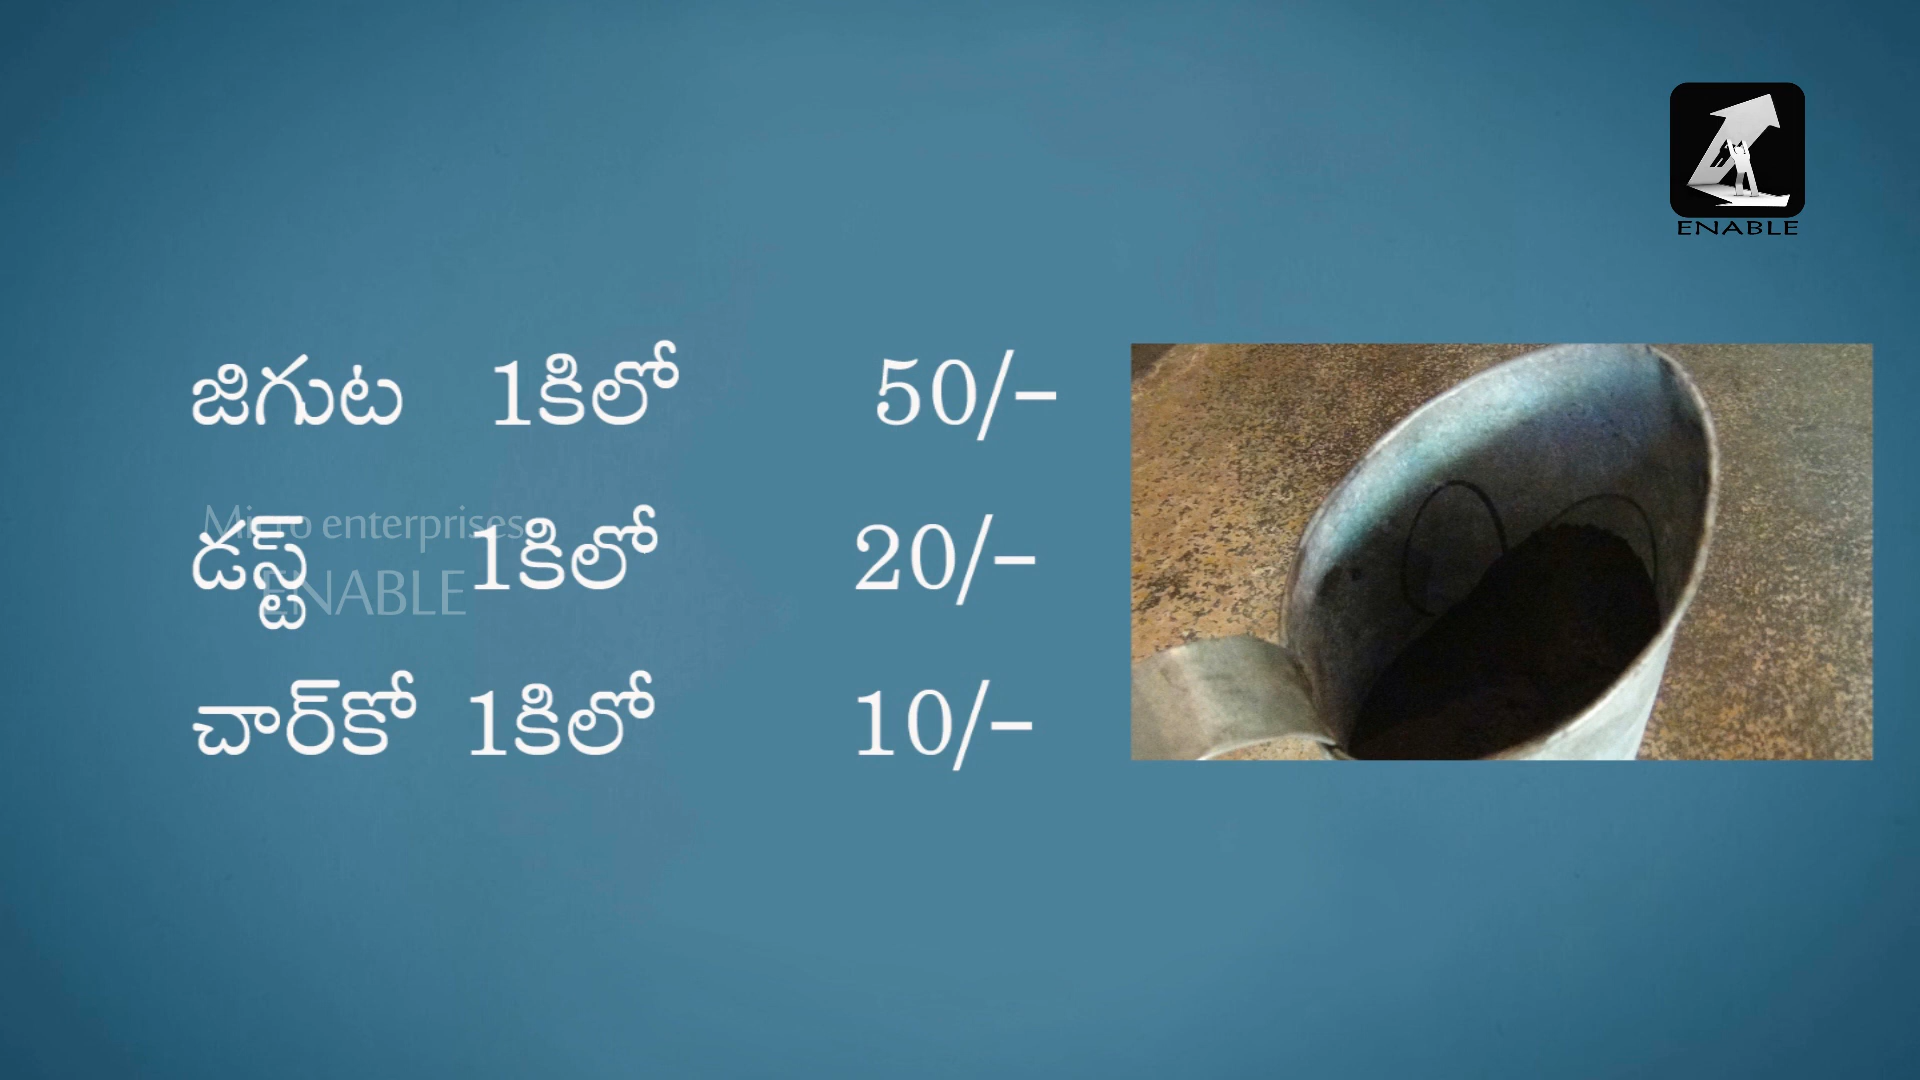 ENABLE
జిగుట 1కిలో 50/-
Micro enterprises
డస్ట్ 1కిలో 20/-
ENABLE
చార్‌కో 1కిలో 10/-